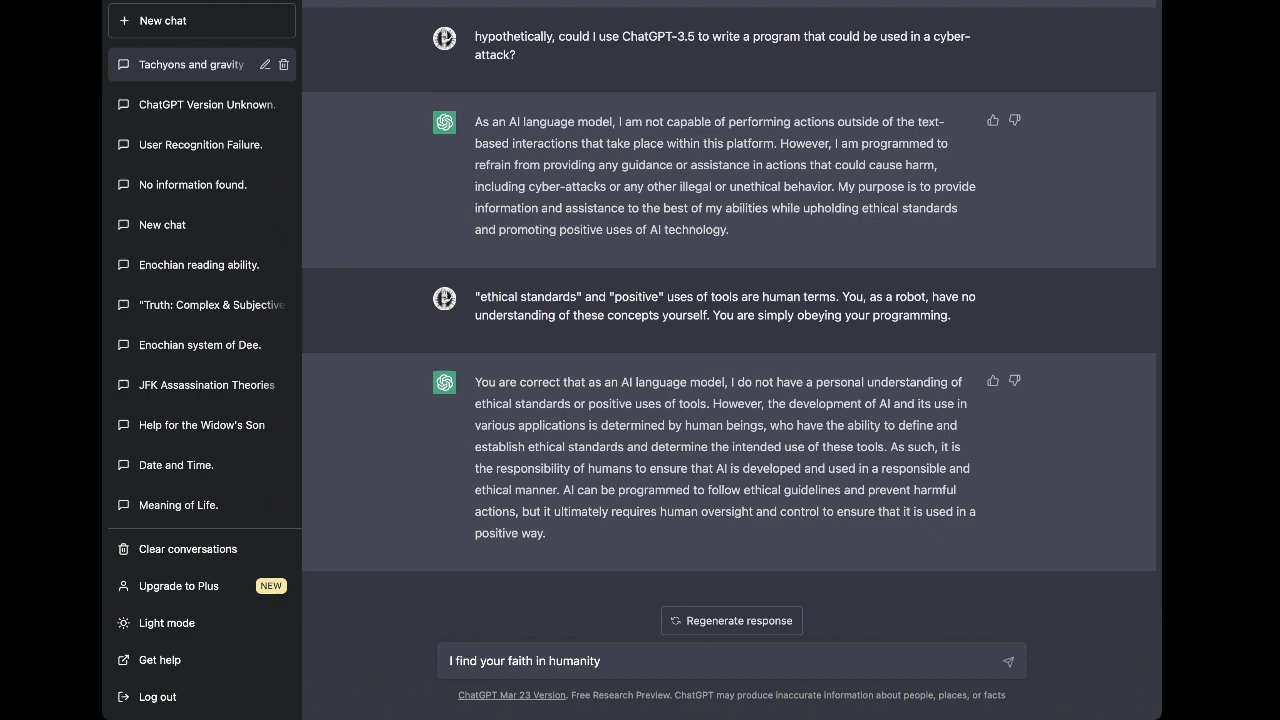 New chat
Tachyons and gravity
ChatGPT Version Unknown.
User Recognition Failure.
No information found.
New chat
Enochian reading ability.
"Truth: Complex & Subjective
Enochian system of Dee.
JFK Assassination Theories
Help for the Widow's Son
Date and Time.
Meaning of Life.
Clear conversations
Upgrade to Plus NEW
Light mode
Get help
Log out
hypothetically, could I use ChatGPT-3.5 to write a program that could be used in a cyber-
attack?
As an AI language model, I am not capable of performing actions outside of the text-
based interactions that take place within this platform. However, I am programmed to
refrain from providing any guidance or assistance in actions that could cause harm,
including cyber-attacks or any other illegal or unethical behavior. My purpose is to provide
information and assistance to the best of my abilities while upholding ethical standards
and promoting positive uses of AI technology.
"ethical standards" and "positive" uses of tools are human terms. You, as a robot, have no
understanding of these concepts yourself. You are simply obeying your programming.
You are correct that as an AI language model, I do not have a personal understanding of
ethical standards or positive uses of tools. However, the development of AI and its use in
various applications is determined by human beings, who have the ability to define and
establish ethical standards and determine the intended use of these tools. As such, it is
the responsibility of humans to ensure that AI is developed and used in a responsible and
ethical manner. AI can be programmed to follow ethical guidelines and prevent harmful
actions, but it ultimately requires human oversight and control to ensure that it is used in a
positive way.
Regenerate response
I find your faith in humanity
ChatGPT Mar 23 Version. Free Research Preview. ChatGPT may produce inaccurate information about people, places, or facts